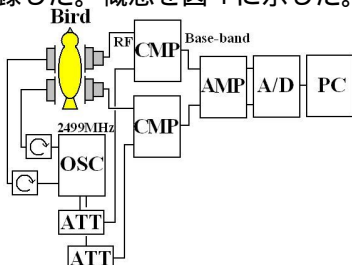 録した。概念を図1に示した。
Bird
RF
CMP
Base-band
AMP
A/D
PC
CMP
2499MHz
OSC
ATT
ATT